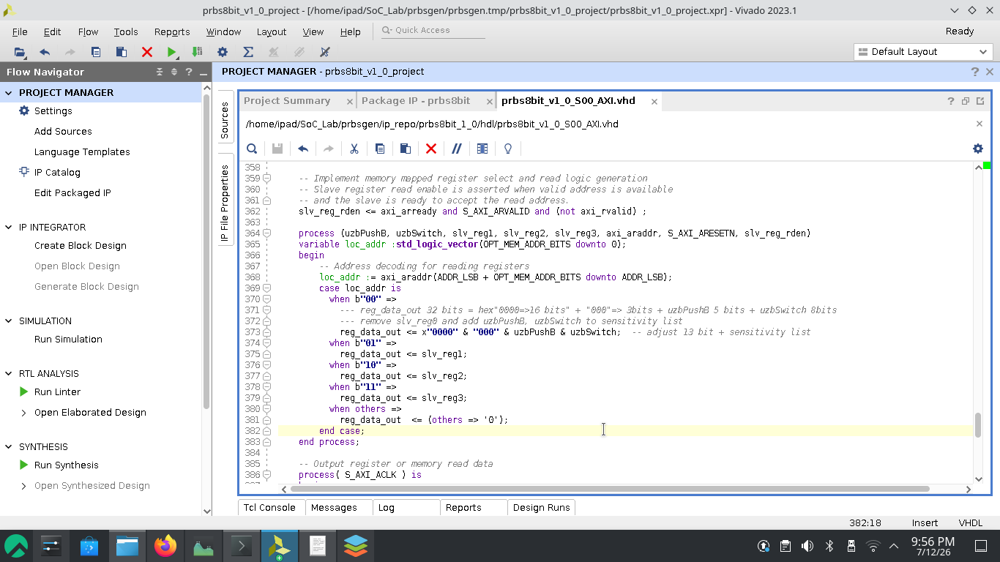 prbs8bit_v1_0_project - [/home/ipad/SoC_Lab/prbsgen/prbsgen.tmp/prbs8bit_v1_0_project/prbs8bit_v1_0_project.xpr] - Vivado 2023.1
File Edit Flow Tools Reports Window Layout View Help Quick Access Ready
Default Layout
Flow Navigator
PROJECT MANAGER
Settings
Add Sources
Language Templates
IP Catalog
Edit Packaged IP
IP INTEGRATOR
Create Block Design
Open Block Design
Generate Block Design
SIMULATION
Run Simulation
RTL ANALYSIS
Run Linter
Open Elaborated Design
SYNTHESIS
Run Synthesis
Open Synthesized Design
PROJECT MANAGER - prbs8bit_v1_0_project
Sources
IP File Properties
Project Summary Package IP - prbs8bit prbs8bit_v1_0_S00_AXI.vhd
/home/ipad/SoC_Lab/prbsgen/ip_repo/prbs8bit_1_0/hdl/prbs8bit_v1_0_S00_AXI.vhd
358
359 -- Implement memory mapped register select and read logic generation
360 -- Slave register read enable is asserted when valid address is available
361 -- and the slave is ready to accept the read address.
362 slv_reg_rden <= axi_arready and S_AXI_ARVALID and (not axi_rvalid) ;
363
364 process (uzbPushB, uzbSwitch, slv_reg1, slv_reg2, slv_reg3, axi_araddr, S_AXI_ARESETN, slv_reg_rden)
365 variable loc_addr :std_logic_vector(OPT_MEM_ADDR_BITS downto 0);
366 begin
367 -- Address decoding for reading registers
368 loc_addr := axi_araddr(ADDR_LSB + OPT_MEM_ADDR_BITS downto ADDR_LSB);
369 case loc_addr is
370 when b"00" =>
371 --- reg_data_out 32 bits = hex"0000=>16 bits" + "000"=> 3bits + uzbPushB 5 bits + uzbSwitch 8bits
372 --- remove slv_reg0 and add uzbPushB, uzbSwitch to sensitivity list
373 reg_data_out <= x"0000" & "000" & uzbPushB & uzbSwitch; -- adjust 13 bit + sensitivity list
374 when b"01" =>
375 reg_data_out <= slv_reg1;
376 when b"10" =>
377 reg_data_out <= slv_reg2;
378 when b"11" =>
379 reg_data_out <= slv_reg3;
380 when others =>
381 reg_data_out <= (others => '0');
382 end case;
383 end process;
384
385 -- Output register or memory read data
386 process( S_AXI_ACLK ) is
Tcl Console Messages Log Reports Design Runs
382:18 Insert VHDL
9:56 PM
7/12/26